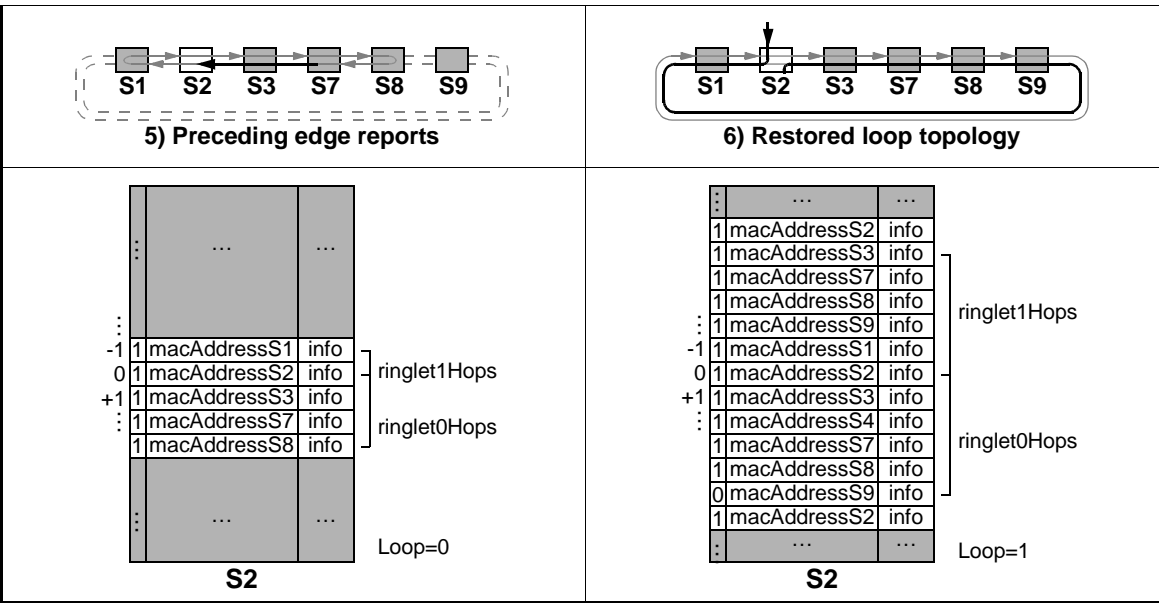 S1 S2 S3 S7 S8 S9
5) Preceding edge reports
S1 S2 S3 S7 S8 S9
6) Restored loop topology
⋮ … …
⋮
-1 1 macAddressS1 info
0 1 macAddressS2 info ringlet1Hops
+1 1 macAddressS3 info
⋮ 1 macAddressS7 info ringlet0Hops
1 macAddressS8 info
⋮ … …
Loop=0
S2
⋮ … …
1 macAddressS2 info
1 macAddressS3 info
1 macAddressS7 info
1 macAddressS8 info ringlet1Hops
⋮ 1 macAddressS9 info
-1 1 macAddressS1 info
0 1 macAddressS2 info
+1 1 macAddressS3 info
⋮ 1 macAddressS4 info
1 macAddressS7 info ringlet0Hops
1 macAddressS8 info
0 macAddressS9 info
1 macAddressS2 info
⋮ … … Loop=1
S2